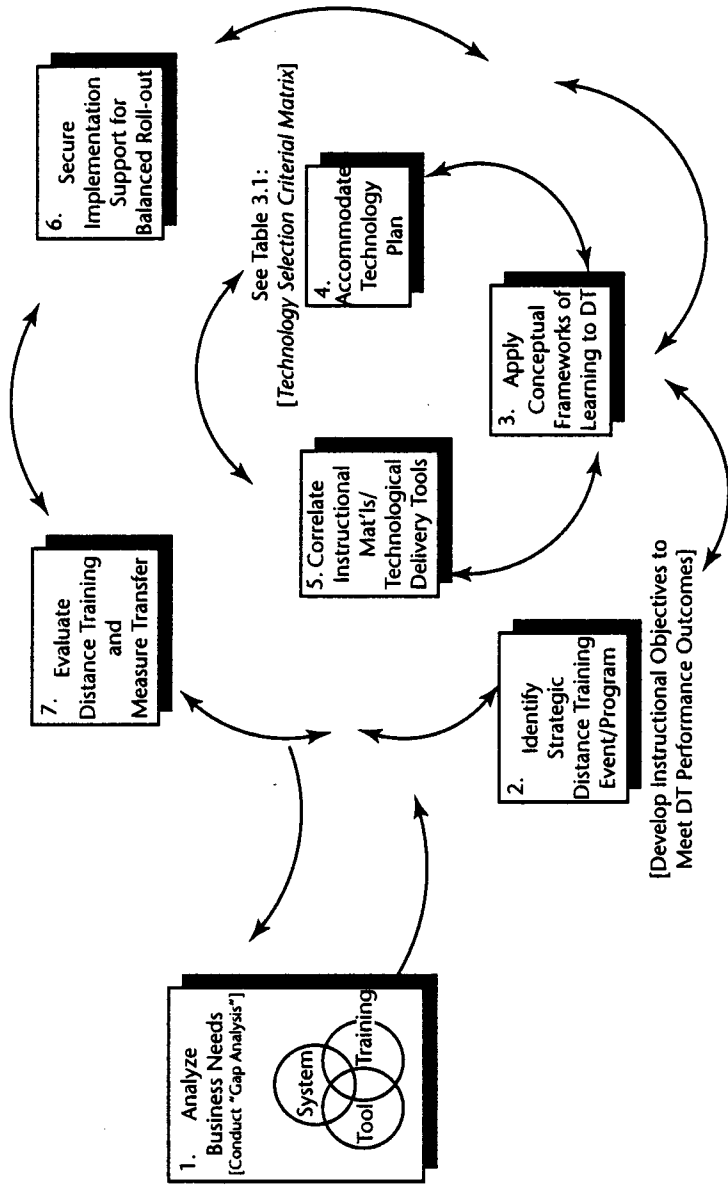 1. Analyze
Business Needs
[Conduct "Gap Analysis"]
System
Tool
Training
2. Identify
Strategic
Distance Training
Event/Program
[Develop Instructional Objectives to
Meet DT Performance Outcomes]
3. Apply
Conceptual
Frameworks of
Learning to DT
See Table 3.1:
[Technology Selection Criterial Matrix]
4.
Accommodate
Technology
Plan
5. Correlate
Instructional
Mat'ls/
Technological
Delivery Tools
6. Secure
Implementation
Support for
Balanced Roll-out
7. Evaluate
Distance Training
and
Measure Transfer